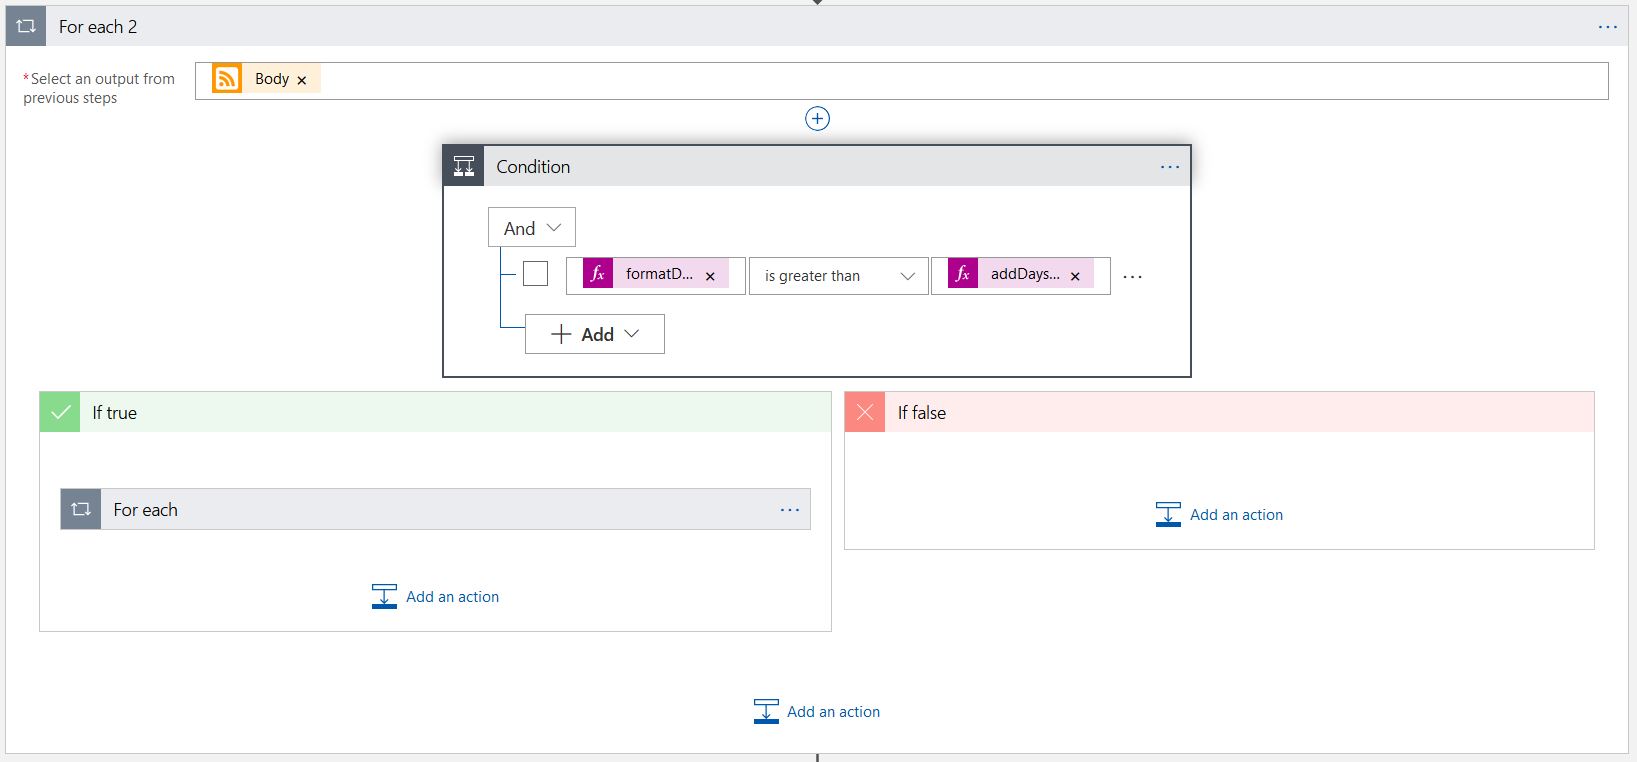 For each 2
*Select an output from
previous steps
Body
Condition
And
formatD...
is greater than
addDays...
Add
If true
If false
For each
Add an action
Add an action
Add an action